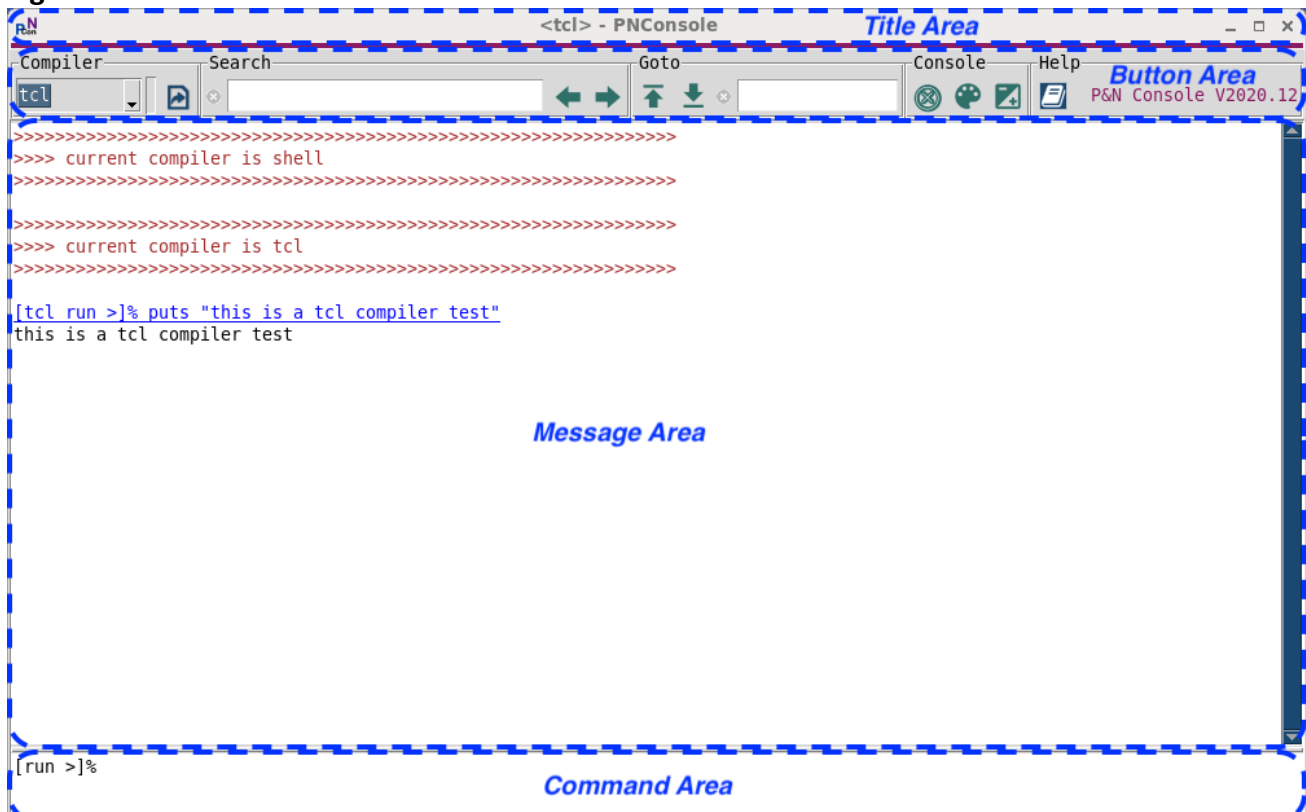 <tcl> - PNConsole Title Area
Compiler Search Goto Console Help
Button Area
tcl
P&N Console V2020.12
>>>>>>>>>>>>>>>>>>>>>>>>>>>>>>>>>>>>>>>>>>>>>>>>>>>>>>>>>>>>>>>>
>>>> current compiler is shell
>>>>>>>>>>>>>>>>>>>>>>>>>>>>>>>>>>>>>>>>>>>>>>>>>>>>>>>>>>>>>>>>
>>>>>>>>>>>>>>>>>>>>>>>>>>>>>>>>>>>>>>>>>>>>>>>>>>>>>>>>>>>>>>>>
>>>> current compiler is tcl
>>>>>>>>>>>>>>>>>>>>>>>>>>>>>>>>>>>>>>>>>>>>>>>>>>>>>>>>>>>>>>>>
[tcl run >]% puts "this is a tcl compiler test"
this is a tcl compiler test
Message Area
[run >]%
Command Area